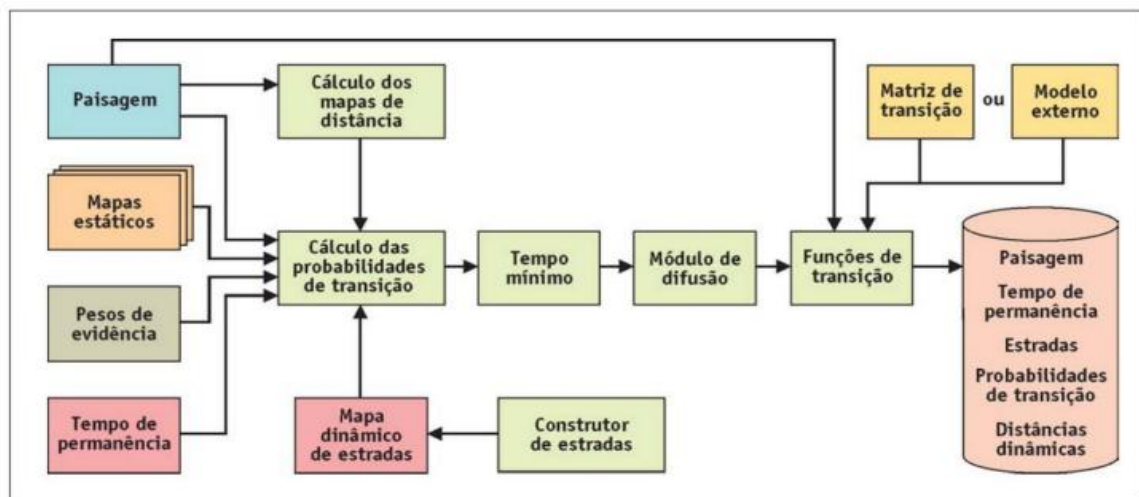 Paisagem
Cálculo dos
mapas de
distância
Matriz de
transição
ou
Modelo
externo
Mapas
estáticos
Cálculo das
probabilidades
de transição
Tempo
mínimo
Módulo de
difusão
Funções de
transição
Paisagem
Tempo de
permanência
Estradas
Probabilidades
de transição
Distâncias
dinâmicas
Pesos de
evidência
Tempo de
permanência
Mapa
dinâmico
de estradas
Construtor
de estradas